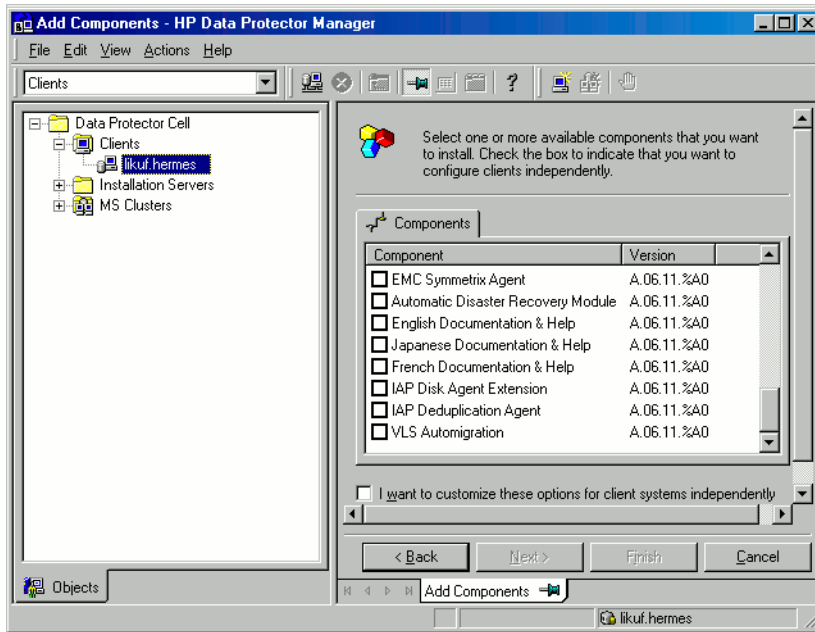 Add Components - HP Data Protector Manager
File Edit View Actions Help
Clients
Data Protector Cell
Clients
likuf.hermes
Installation Servers
MS Clusters
Objects
Select one or more available components that you want
to install. Check the box to indicate that you want to
configure clients independently.
Components
Component Version
EMC Symmetrix Agent A.06.11.%A0
Automatic Disaster Recovery Module A.06.11.%A0
English Documentation & Help A.06.11.%A0
Japanese Documentation & Help A.06.11.%A0
French Documentation & Help A.06.11.%A0
IAP Disk Agent Extension A.06.11.%A0
IAP Deduplication Agent A.06.11.%A0
VLS Automigration A.06.11.%A0
I want to customize these options for client systems independently
< Back Next > Finish Cancel
Add Components
likuf.hermes